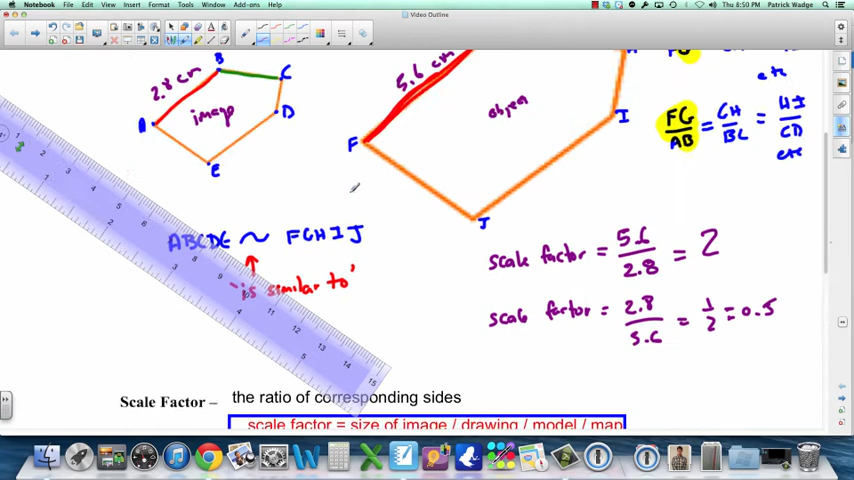 Notebook File Edit View Insert Format Tools Window Add-ons Help
Thu 8:50 PM Patrick Wadge
Video Outline
B
2.8 cm
C
image
A
D
E
5.6 cm
object
F
I
J
etc
FG/AB = GH/BC = HI/CD
etc
ABCDE ~ FGHIJ
"is similar to"
scale factor = 5.6/2.8 = 2
scale factor = 2.8/5.6 = 1/2 = 0.5
Scale Factor – the ratio of corresponding sides
scale factor = size of image / drawing / model / map